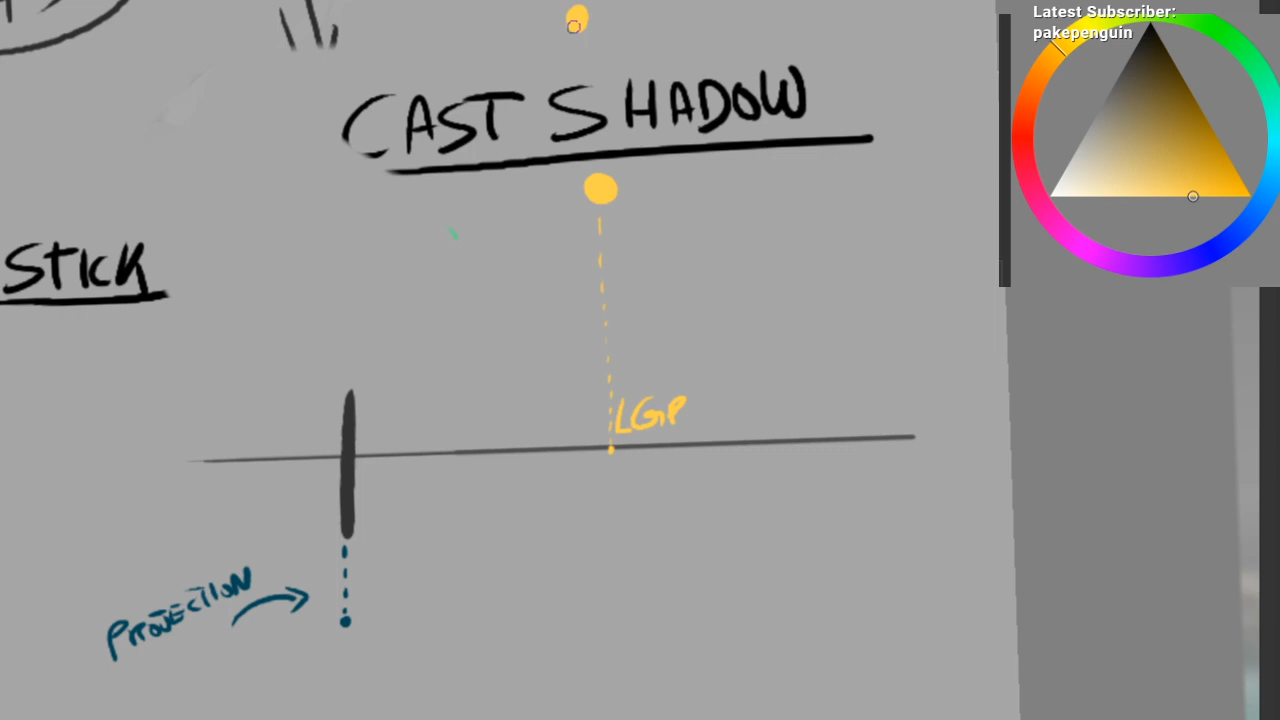 Latest Subscriber:
pakepenguin
CAST SHADOW
STICK
LGP
PROJECTION